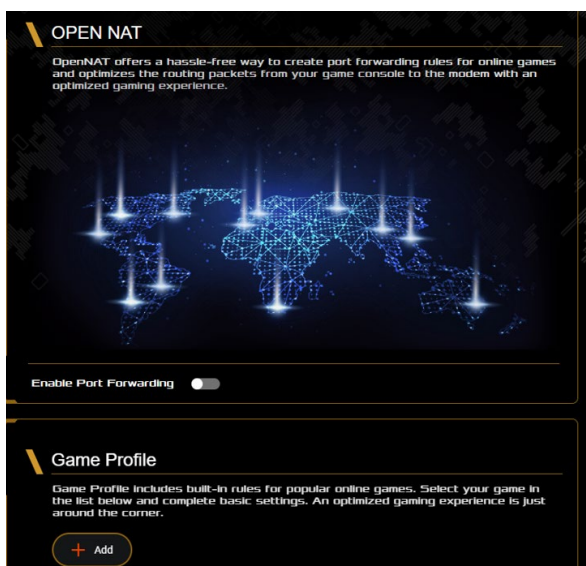 OPEN NAT
OpenNAT offers a hassle-free way to create port forwarding rules for online games
and optimizes the routing packets from your game console to the modem with an
optimized gaming experience.
Enable Port Forwarding
Game Profile
Game Profile includes built-in rules for popular online games. Select your game in
the list below and complete basic settings. An optimized gaming experience is just
around the corner.
+ Add